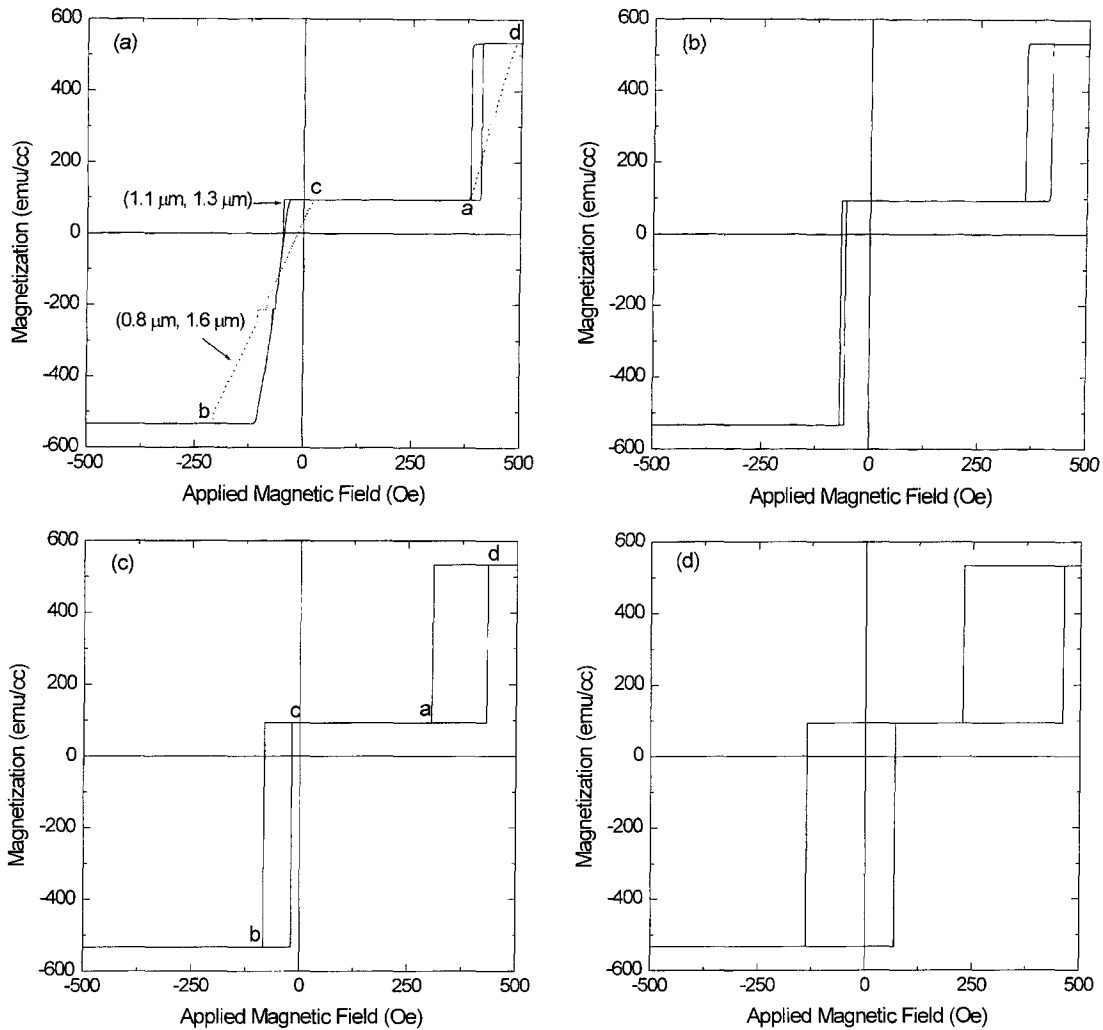 (a)
600
400
200
0
-200
-400
-600
-500
-250
0
250
500
Magnetization (emu/cc)
Applied Magnetic Field (Oe)
(1.1 μm, 1.3 μm)
(0.8 μm, 1.6 μm)
a
b
c
d
(b)
600
400
200
0
-200
-400
-600
-500
-250
0
250
500
Magnetization (emu/cc)
Applied Magnetic Field (Oe)
(c)
600
400
200
0
-200
-400
-600
-500
-250
0
250
500
Magnetization (emu/cc)
Applied Magnetic Field (Oe)
a
b
c
d
(d)
600
400
200
0
-200
-400
-600
-500
-250
0
250
500
Magnetization (emu/cc)
Applied Magnetic Field (Oe)